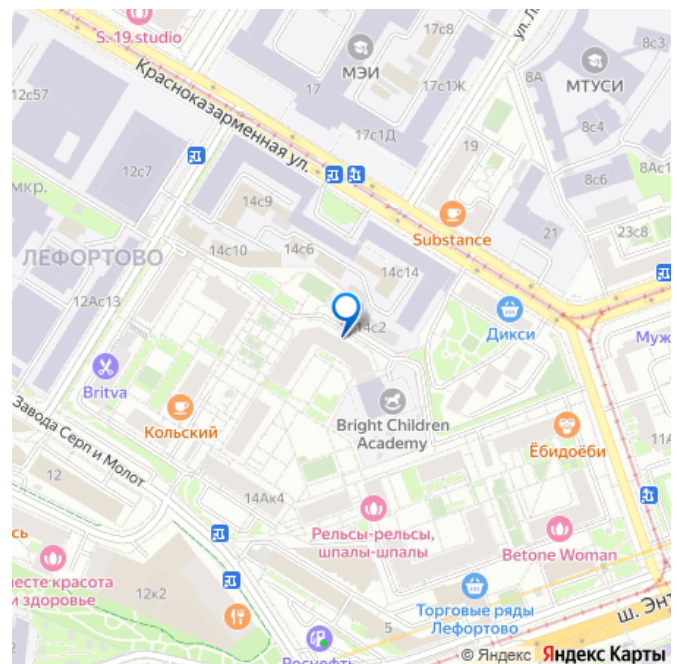 S.19.studio
17с8
ул. Л
8с3
МЭИ
8А
МТУСИ
Красноказарменная ул.
17
17с1Ж
12с57
8с4
17с1Д
12с7
19
8Ас1
мкр.
14с9
8с6
Substance
21
23с8
14с10
14с6
ЛЕФОРТОВО
14с14
12Ас13
14с2
Дикси
Муж
Britva
Завода Серп и Молот
Кольский
Bright Children
Academy
Ёбидоёби
11А
12
14Ак4
Рельсы-рельсы,
шпалы-шпалы
Betone Woman
сь
месте красота
и здоровье
12к2
Торговые ряды
Лефортово
ш. Энт
5
Роснефть
© Яндекс Яндекс Карты